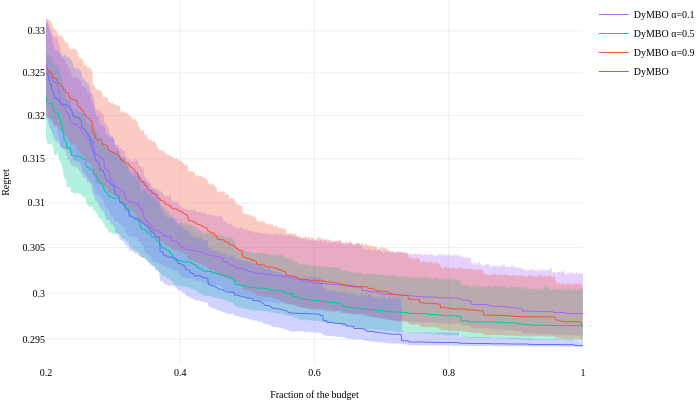 DyMBO α=0.1
DyMBO α=0.5
DyMBO α=0.9
DyMBO
0.33
0.325
0.32
0.315
0.31
0.305
0.3
0.295
Regret
0.2
0.4
0.6
0.8
1
Fraction of the budget